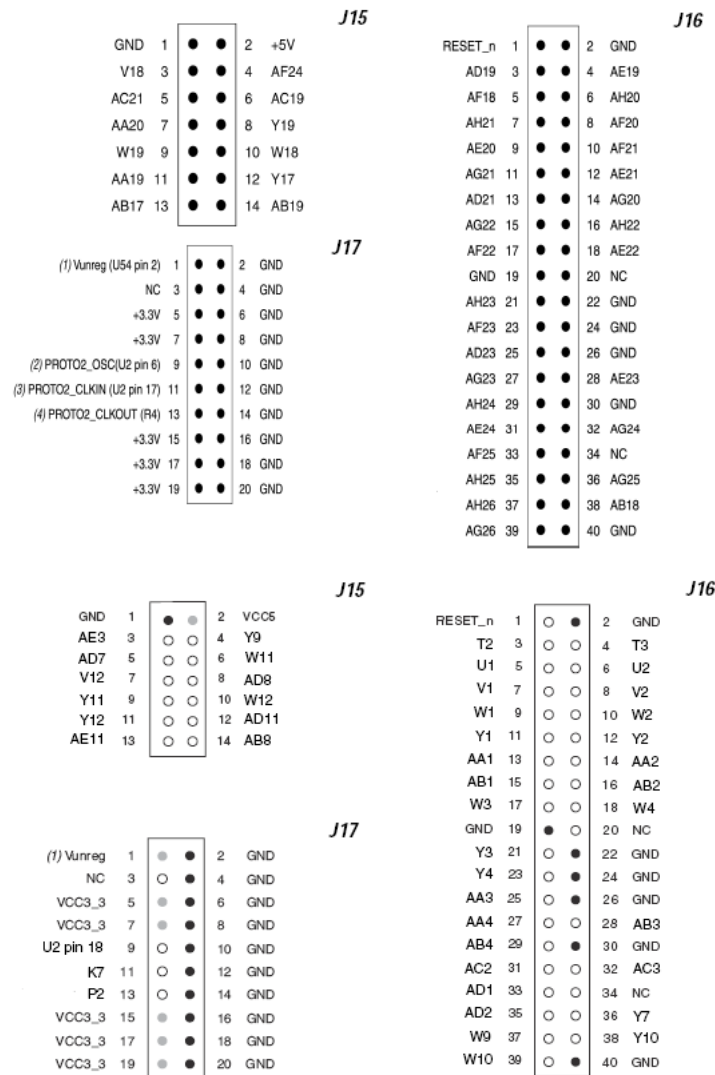 J15
GND 1 2 +5V
V18 3 4 AF24
AC21 5 6 AC19
AA20 7 8 Y19
W19 9 10 W18
AA19 11 12 Y17
AB17 13 14 AB19
J17
(1) Vunreg (U54 pin 2) 1 2 GND
NC 3 4 GND
+3.3V 5 6 GND
+3.3V 7 8 GND
(2) PROTO2_OSC(U2 pin 6) 9 10 GND
(3) PROTO2_CLKIN (U2 pin 17) 11 12 GND
(4) PROTO2_CLKOUT (R4) 13 14 GND
+3.3V 15 16 GND
+3.3V 17 18 GND
+3.3V 19 20 GND
J16
RESET_n 1 2 GND
AD19 3 4 AE19
AF18 5 6 AH20
AH21 7 8 AF20
AE20 9 10 AF21
AG21 11 12 AE21
AD21 13 14 AG20
AG22 15 16 AH22
AF22 17 18 AE22
GND 19 20 NC
AH23 21 22 GND
AF23 23 24 GND
AD23 25 26 GND
AG23 27 28 AE23
AH24 29 30 GND
AE24 31 32 AG24
AF25 33 34 NC
AH25 35 36 AG25
AH26 37 38 AB18
AG26 39 40 GND
J15
GND 1 2 VCC5
AE3 3 4 Y9
AD7 5 6 W11
V12 7 8 AD8
Y11 9 10 W12
Y12 11 12 AD11
AE11 13 14 AB8
J17
(1) Vunreg 1 2 GND
NC 3 4 GND
VCC3_3 5 6 GND
VCC3_3 7 8 GND
U2 pin 18 9 10 GND
K7 11 12 GND
P2 13 14 GND
VCC3_3 15 16 GND
VCC3_3 17 18 GND
VCC3_3 19 20 GND
J16
RESET_n 1 2 GND
T2 3 4 T3
U1 5 6 U2
V1 7 8 V2
W1 9 10 W2
Y1 11 12 Y2
AA1 13 14 AA2
AB1 15 16 AB2
W3 17 18 W4
GND 19 20 NC
Y3 21 22 GND
Y4 23 24 GND
AA3 25 26 GND
AA4 27 28 AB3
AB4 29 30 GND
AC2 31 32 AC3
AD1 33 34 NC
AD2 35 36 Y7
W9 37 38 Y10
W10 39 40 GND